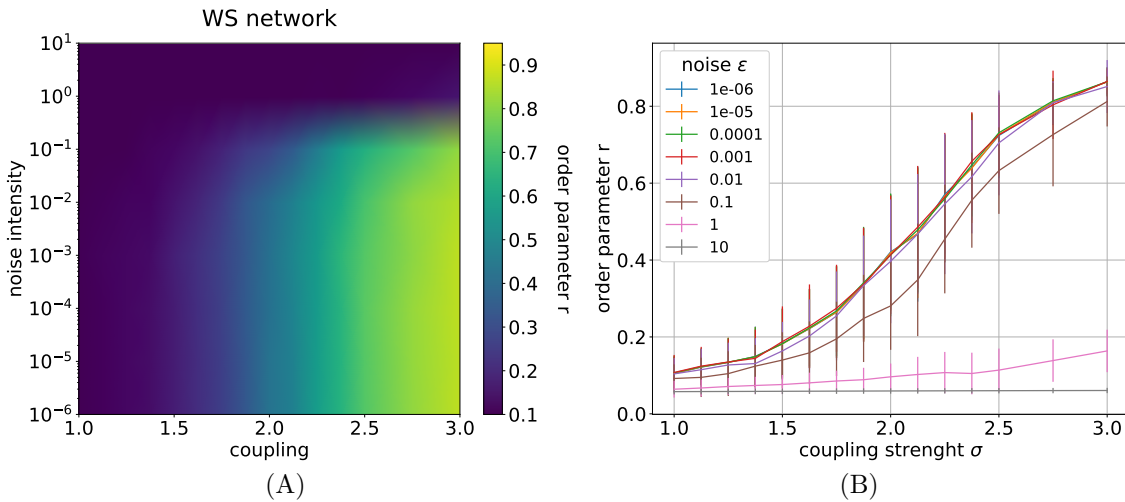 WS network
10¹
10⁰
10⁻¹
10⁻²
10⁻³
10⁻⁴
10⁻⁵
10⁻⁶
noise intensity
1.0 1.5 2.0 2.5 3.0
coupling
0.9
0.8
0.7
0.6
0.5
0.4
0.3
0.2
0.1
order parameter r
(A)
noise ε
1e-06
1e-05
0.0001
0.001
0.01
0.1
1
10
0.8
0.6
0.4
0.2
0.0
order parameter r
1.0 1.5 2.0 2.5 3.0
coupling strenght σ
(B)